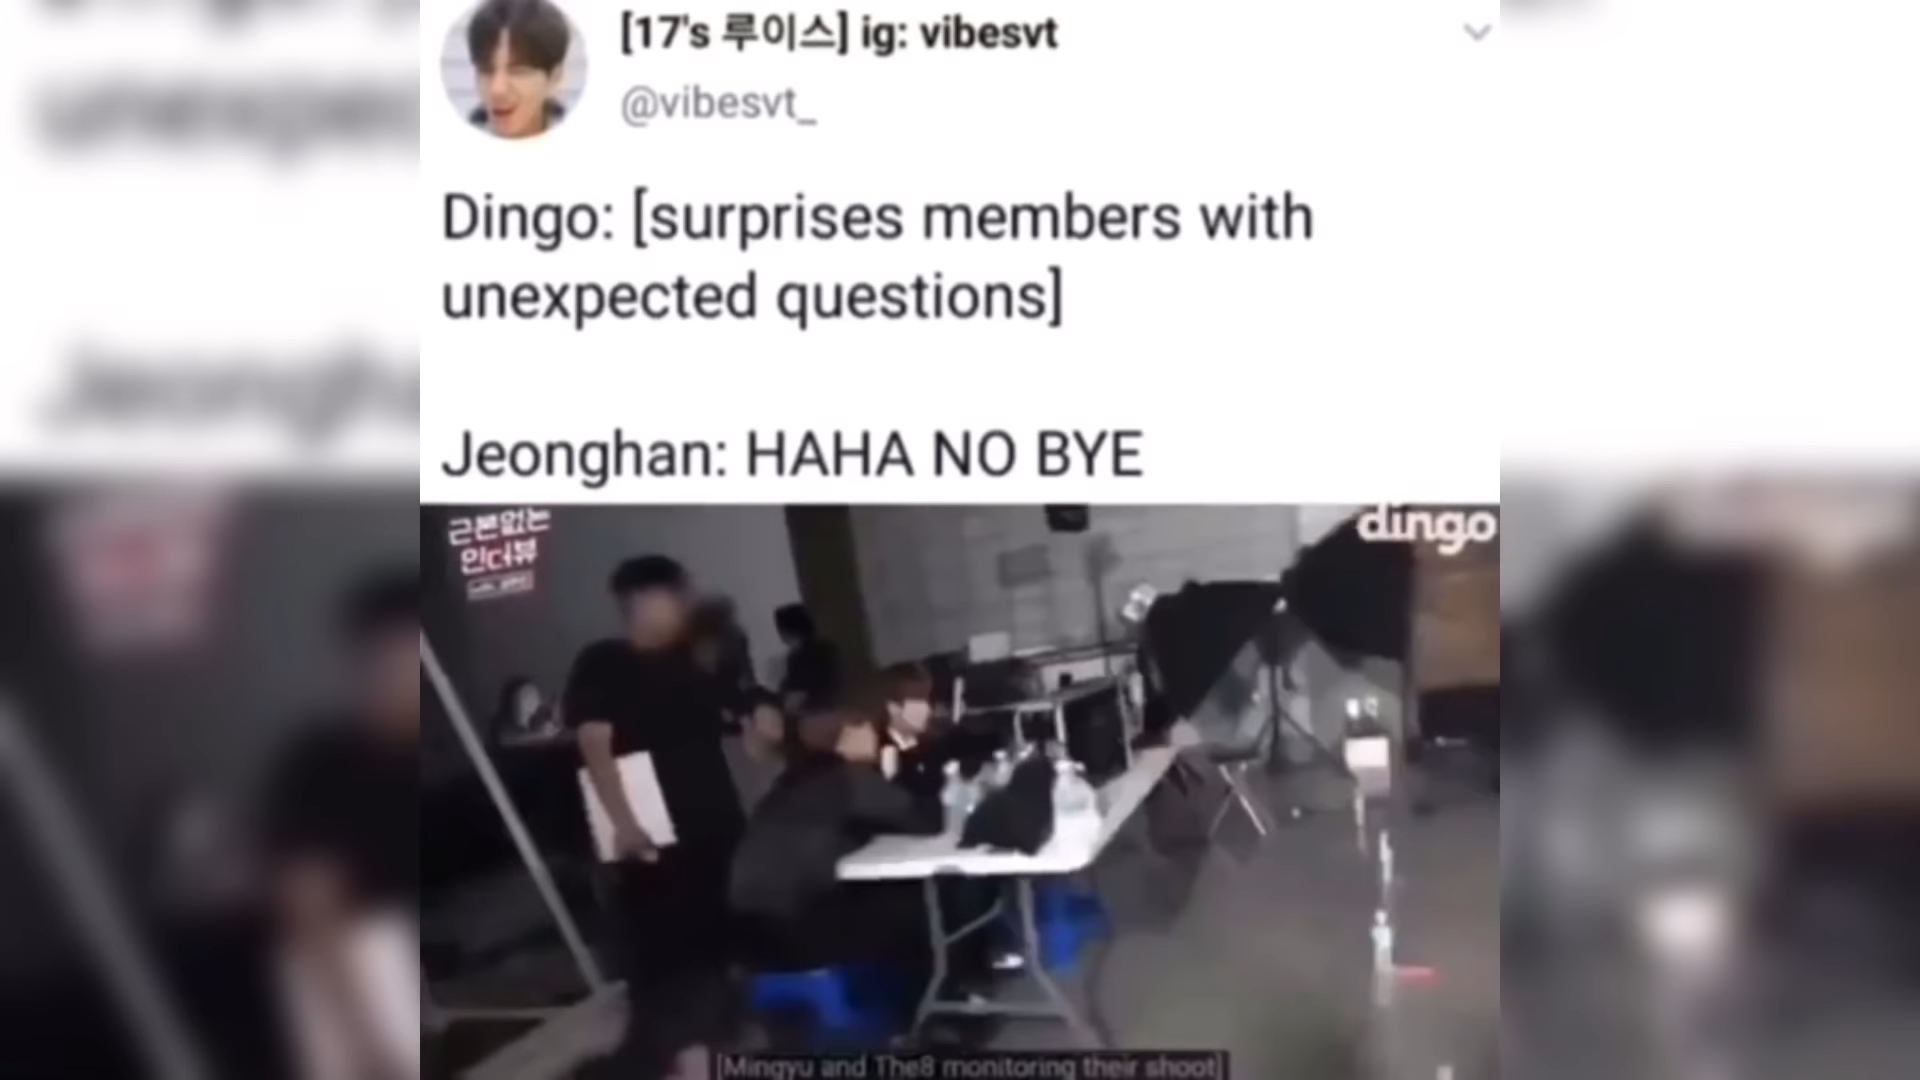 [17's 루이스] ig: vibesvt
@vibesvt_
Dingo: [surprises members with
unexpected questions]
Jeonghan: HAHA NO BYE
근본없는
인터뷰
dingo
[Mingyu and The8 monitoring their shoot]